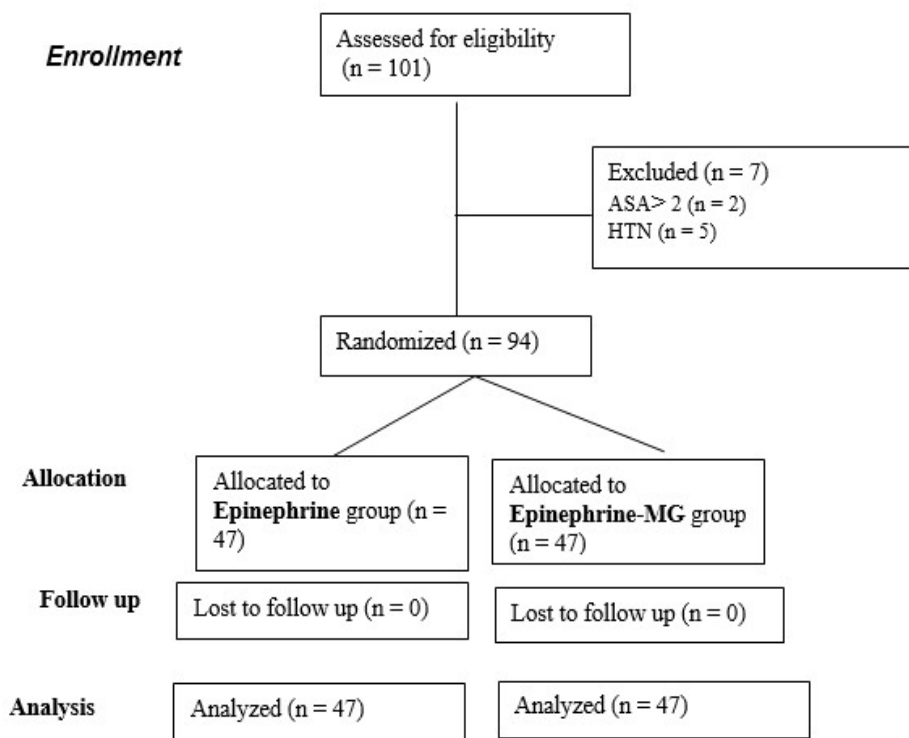 Enrollment
Assessed for eligibility
(n = 101)
Excluded (n = 7)
ASA> 2 (n = 2)
HTN (n = 5)
Randomized (n = 94)
Allocation
Allocated to
Epinephrine group (n =
47)
Allocated to
Epinephrine-MG group
(n = 47)
Follow up
Lost to follow up (n = 0)
Lost to follow up (n = 0)
Analysis
Analyzed (n = 47)
Analyzed (n = 47)